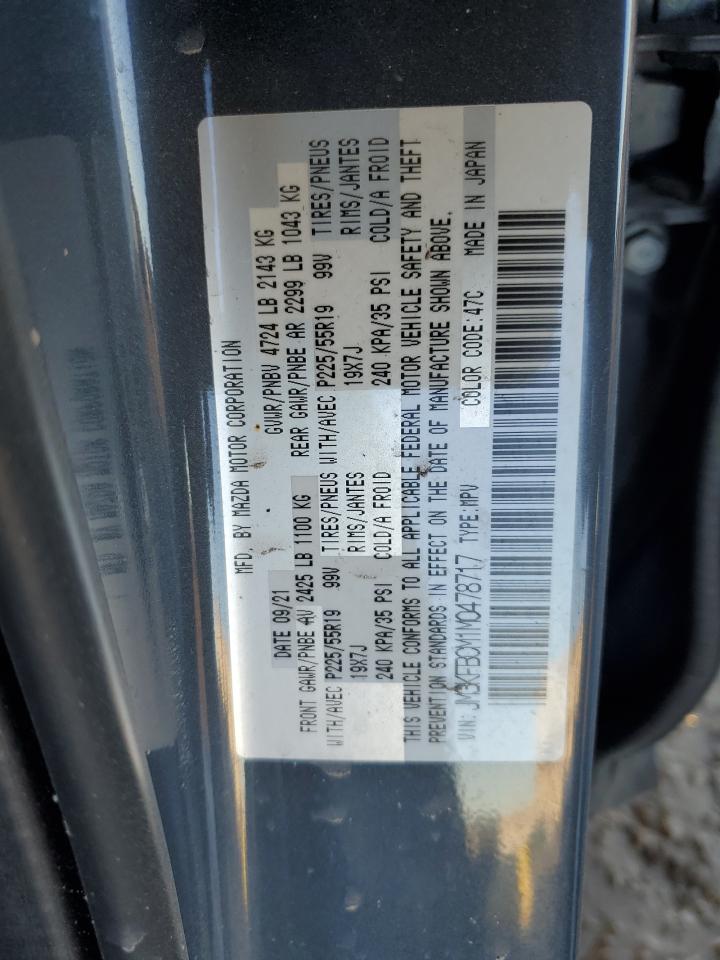 MFD. BY MAZDA MOTOR CORPORATION
DATE 09/21 GVWR/PNBV 4724 LB 2143 KG
FRONT GAWR/PNBE AV 2425 LB 1100 KG REAR GAWR/PNBE AR 2299 LB 1043 KG
WITH/AVEC P225/55R19 99V TIRES/PNEUS WITH/AVEC P225/55R19 99V TIRES/PNEUS
19X7J RIMS/JANTES 19X7J RIMS/JANTES
240 KPA/35 PSI COLD/A FROID 240 KPA/35 PSI COLD/A FROID
THIS VEHICLE CONFORMS TO ALL APPLICABLE FEDERAL MOTOR VEHICLE SAFETY AND THEFT
PREVENTION STANDARDS IN EFFECT ON THE DATE OF MANUFACTURE SHOWN ABOVE.
VIN: JM3KFBCM1M0478717 TYPE:MPV COLOR CODE:47C MADE IN JAPAN